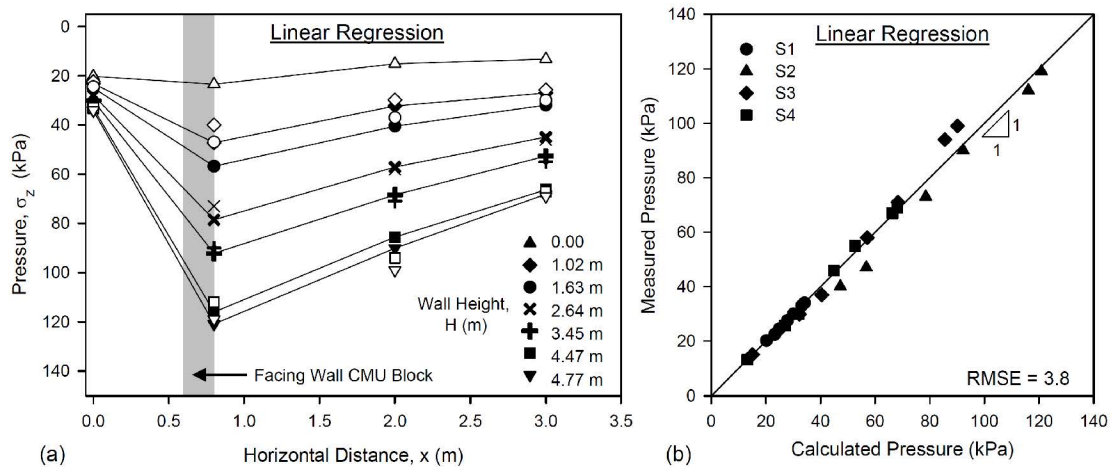 Linear Regression
0
20
40
60
80
100
120
140
Pressure, σz (kPa)
0.00
1.02 m
1.63 m
2.64 m
3.45 m
4.47 m
4.77 m
Wall Height,
H (m)
Facing Wall CMU Block
0.0 0.5 1.0 1.5 2.0 2.5 3.0 3.5
(a) Horizontal Distance, x (m)
Linear Regression
140
120
100
80
60
40
20
0
Measured Pressure (kPa)
S1
S2
S3
S4
1
1
RMSE = 3.8
0 20 40 60 80 100 120 140
(b) Calculated Pressure (kPa)